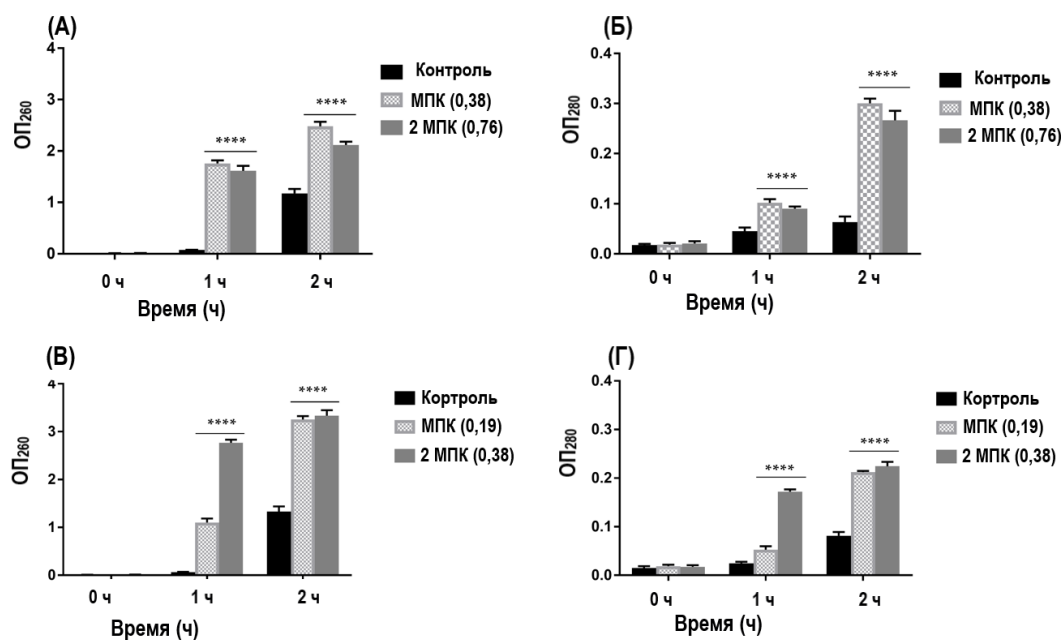 (А)
4
3
2
1
0
ОП260
****
****
0 ч
1 ч
2 ч
Время (ч)
Контроль
МПК (0,38)
2 МПК (0,76)
(Б)
0.4
0.3
0.2
0.1
0.0
ОП280
****
****
0 ч
1 ч
2 ч
Время (ч)
Контроль
МПК (0,38)
2 МПК (0,76)
(В)
4
3
2
1
0
ОП260
****
****
0 ч
1 ч
2 ч
Время (ч)
Кортроль
МПК (0,19)
2 МПК (0,38)
(Г)
0.4
0.3
0.2
0.1
0.0
ОП280
****
****
0 ч
1 ч
2 ч
Время (ч)
Кортроль
МПК (0,19)
2 МПК (0,38)